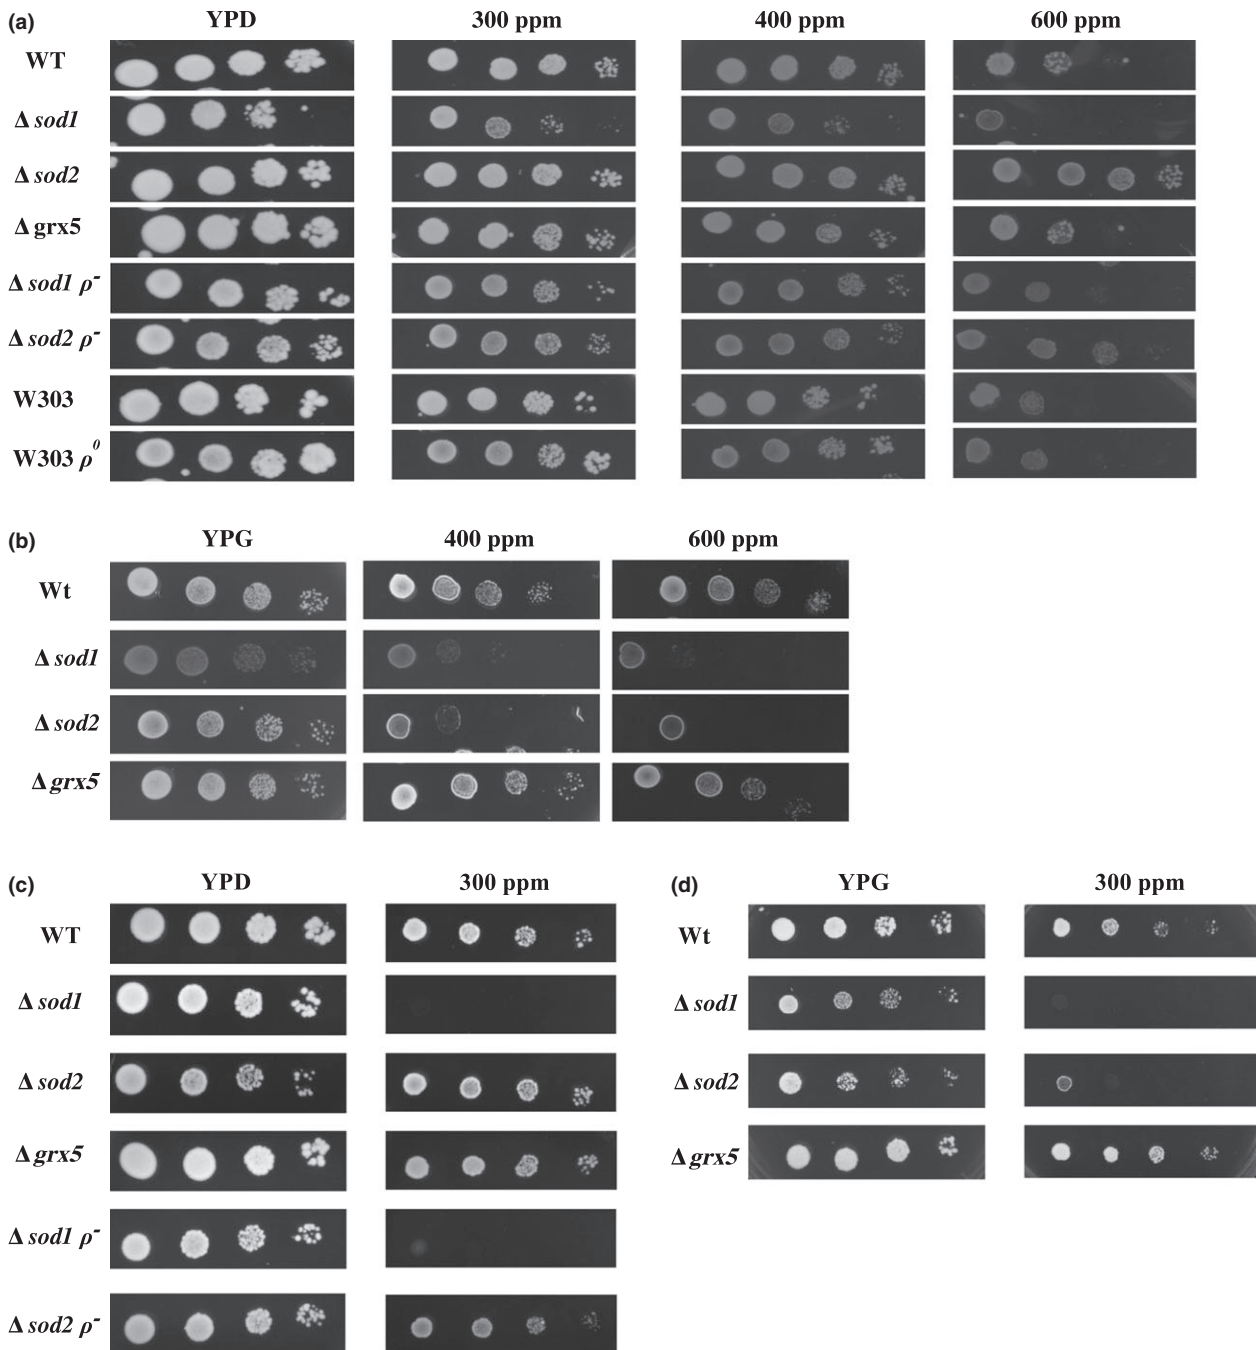 (a)
YPD 300 ppm 400 ppm 600 ppm
WT
Δ sod1
Δ sod2
Δ grx5
Δ sod1 ρ⁻
Δ sod2 ρ⁻
W303
W303 ρ⁰
(b)
YPG 400 ppm 600 ppm
Wt
Δ sod1
Δ sod2
Δ grx5
(c)
YPD 300 ppm
WT
Δ sod1
Δ sod2
Δ grx5
Δ sod1 ρ⁻
Δ sod2 ρ⁻
(d)
YPG 300 ppm
Wt
Δ sod1
Δ sod2
Δ grx5